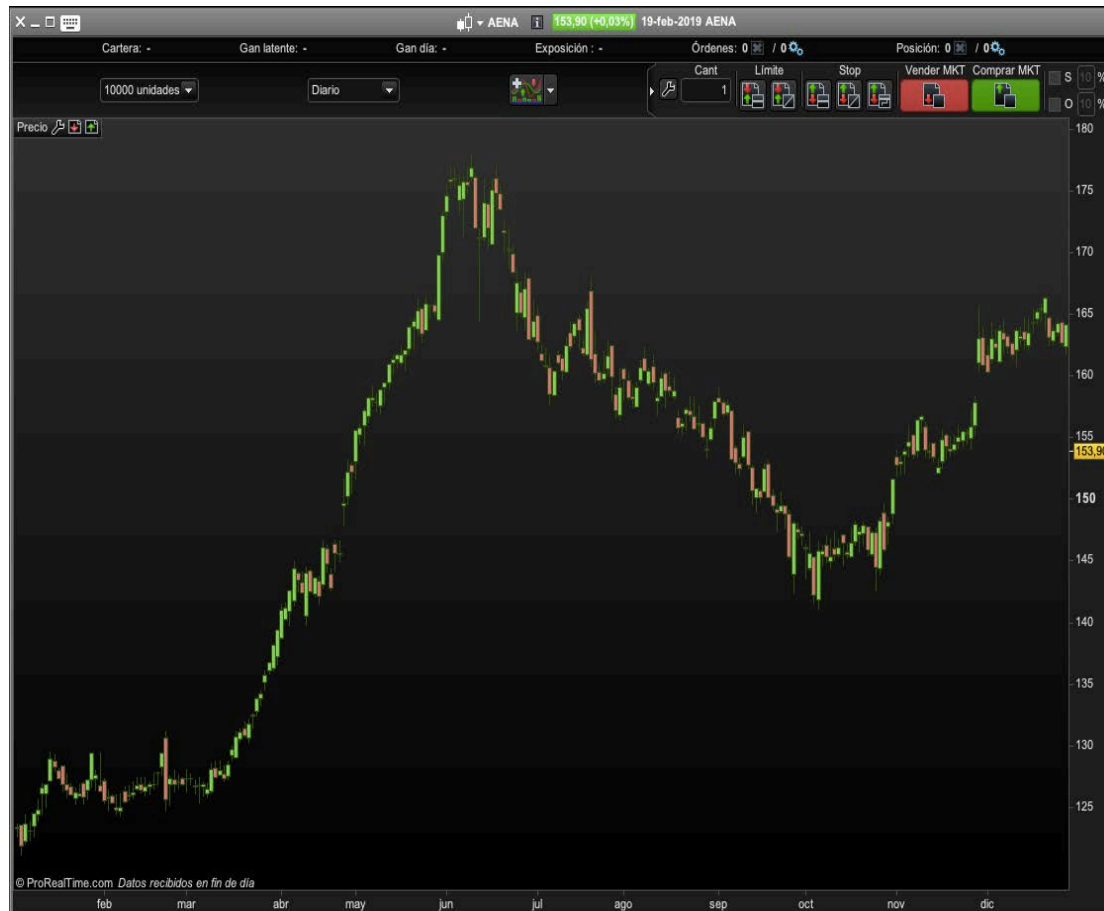 AENA 153,90 (+0,03%) 19-feb-2019 AENA
Cartera: - Gan latente: - Gan día: - Exposición : - Órdenes: 0 / 0 Posición: 0 / 0
Cant Límite Stop Vender MKT Comprar MKT S 10 %
10000 unidades Diario 1 O 10 %
Precio
180
175
170
165
160
155
153,90
150
145
140
135
130
125
© ProRealTime.com Datos recibidos en fin de día
feb mar abr may jun jul ago sep oct nov dic